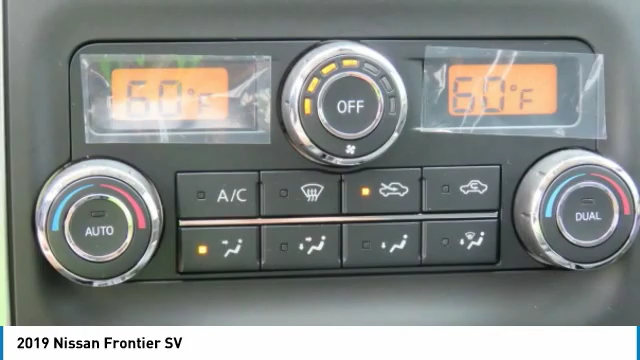 60°F
60°F
OFF
A/C
AUTO
DUAL
2019 Nissan Frontier SV